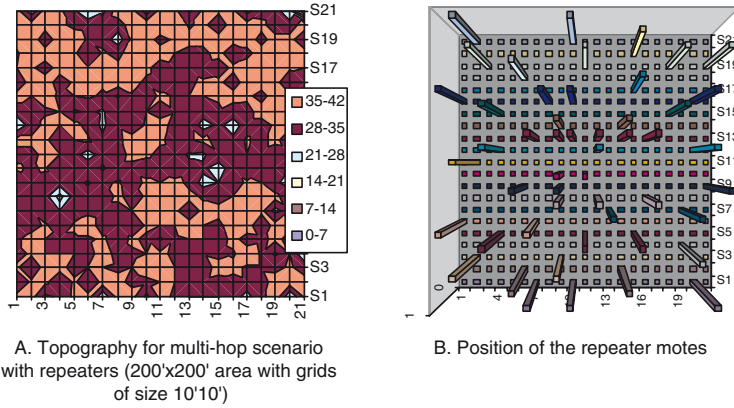 S21
S19
S17
35-42
28-35
21-28
14-21
7-14
0-7
S3
S1
1 3 5 7 9 11 13 15 17 19 21
A. Topography for multi-hop scenario
with repeaters (200'x200' area with grids
of size 10'10')
S21
S19
S17
S15
S13
S11
S9
S7
S5
S3
S1
0
1
1 4 13 16 19
B. Position of the repeater motes